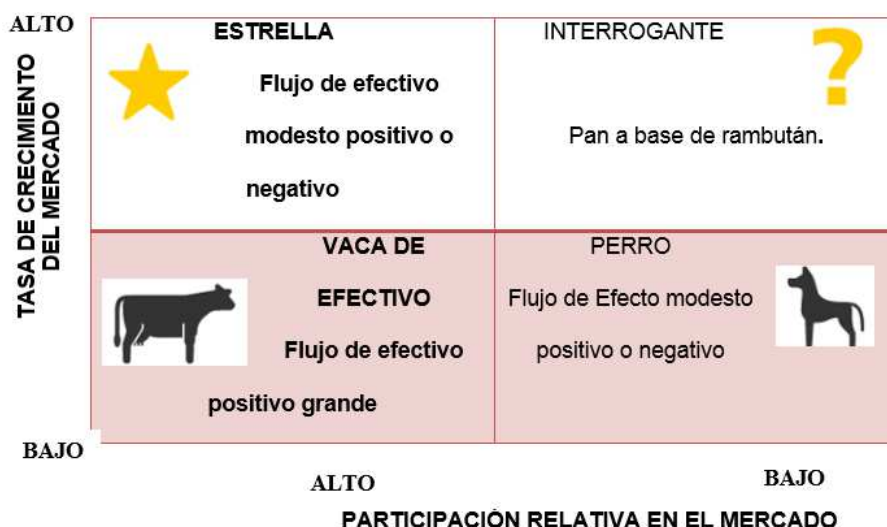 ALTO
TASA DE CRECIMIENTO
DEL MERCADO
ESTRELLA
Flujo de efectivo
modesto positivo o
negativo
INTERROGANTE
?
Pan a base de rambután.
VACA DE
EFECTIVO
Flujo de efectivo
positivo grande
PERRO
Flujo de Efecto modesto
positivo o negativo
BAJO
ALTO
BAJO
PARTICIPACIÓN RELATIVA EN EL MERCADO